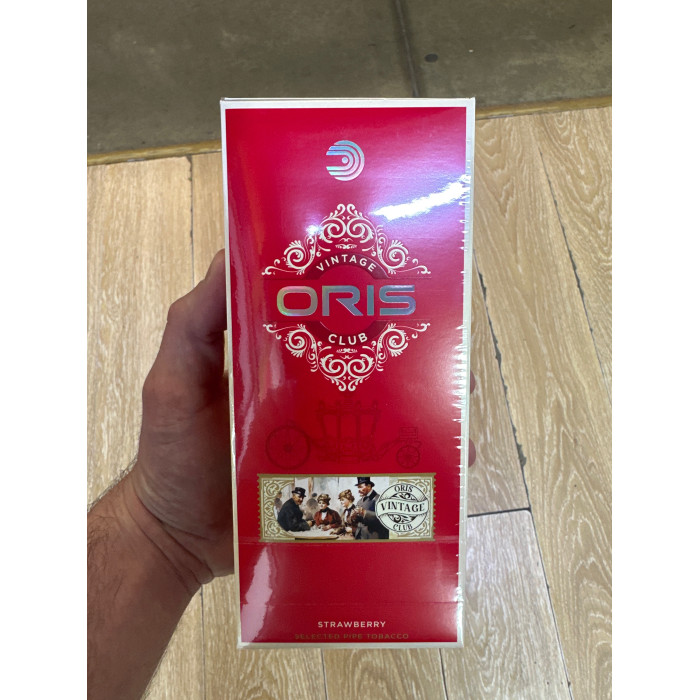 VINTAGE
ORIS
CLUB
ORIS
VINTAGE
CLUB
STRAWBERRY
SELECTED PIPE TOBACCO